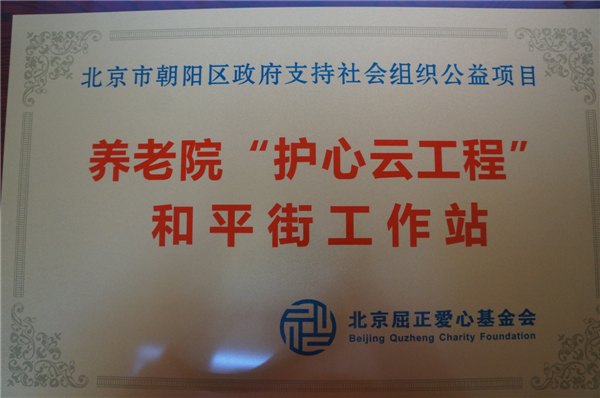 北京市朝阳区政府支持社会组织公益项目
养老院“护心云工程”
和平街工作站
北京屈正爱心基金会
Beijing Quzheng Charity Foundation